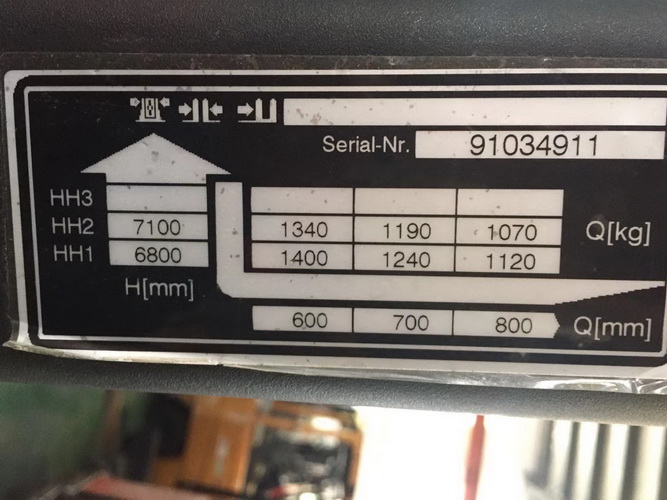 Serial-Nr. 91034911
HH3
HH2 7100 1340 1190 1070 Q[kg]
HH1 6800 1400 1240 1120
H[mm]
600 700 800 Q[mm]